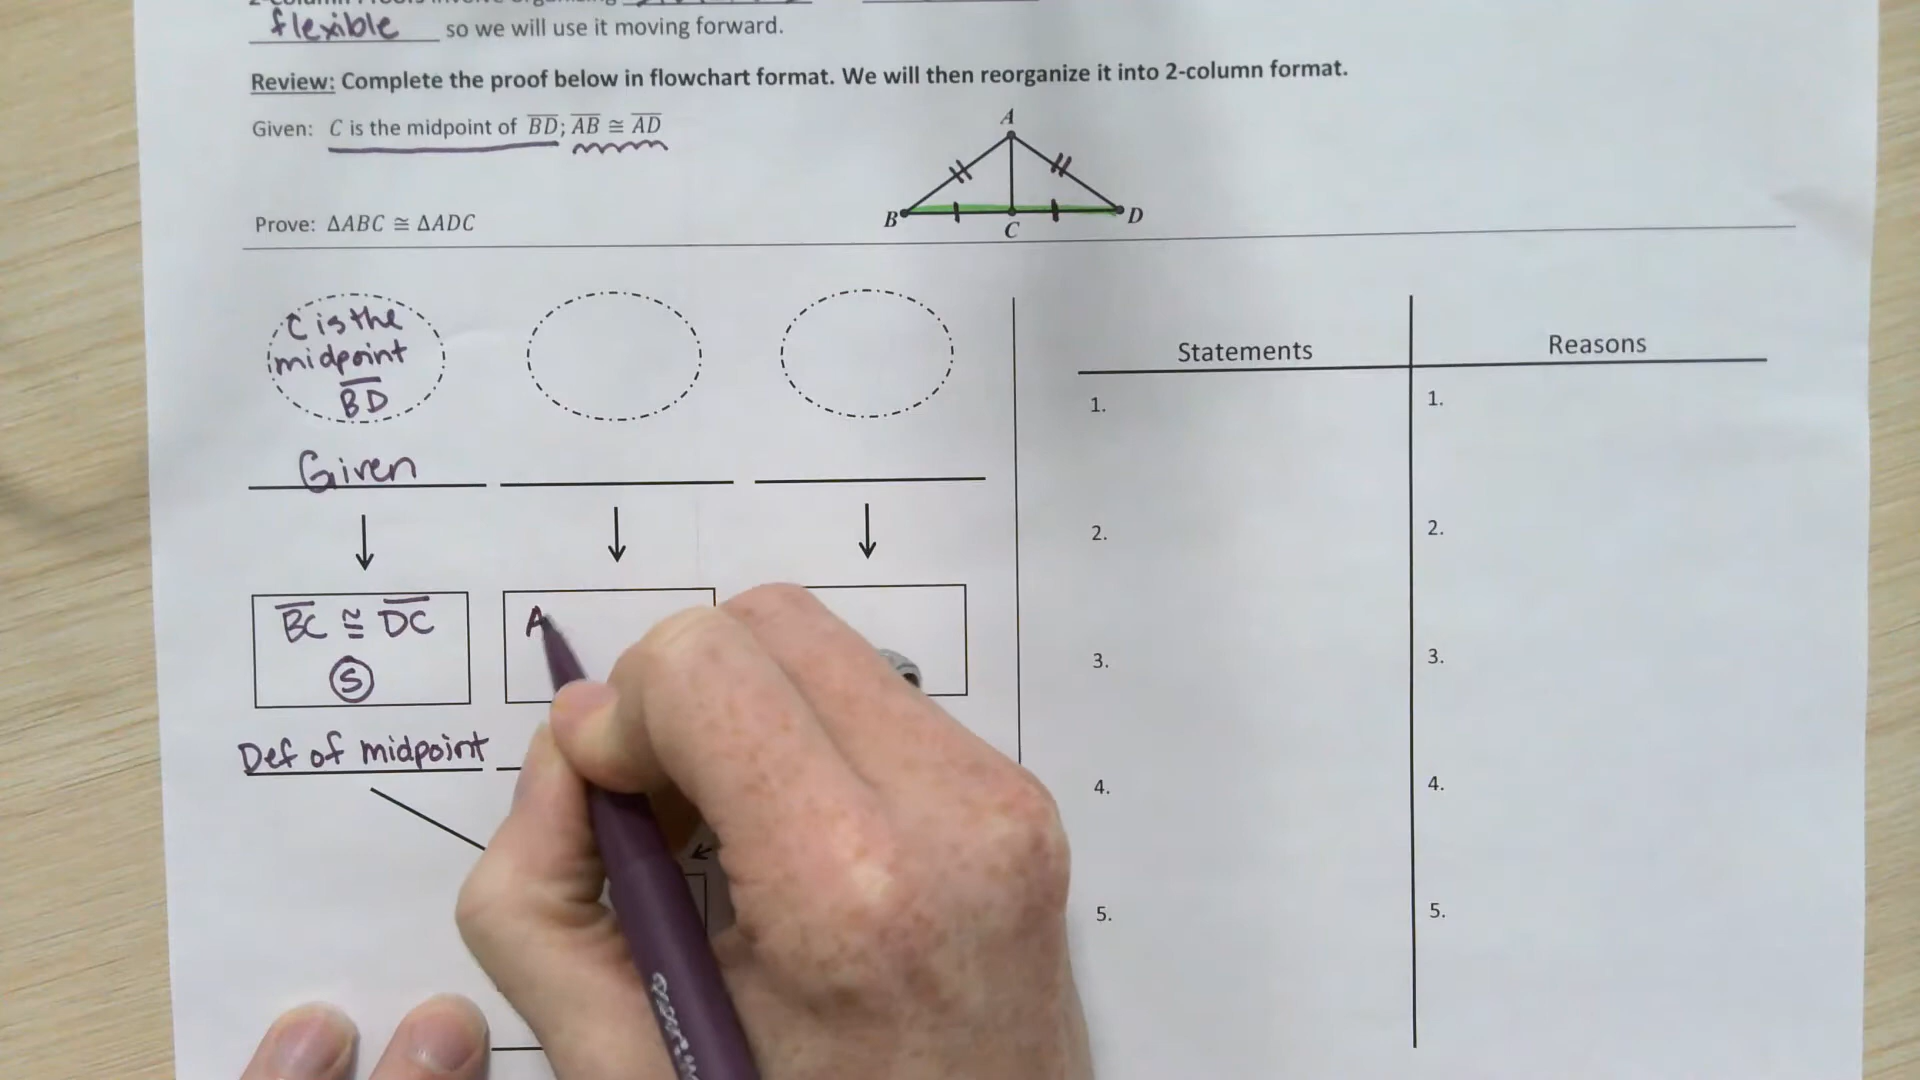 flexible so we will use it moving forward.
Review: Complete the proof below in flowchart format. We will then reorganize it into 2-column format.
Given: C is the midpoint of BD; AB ≅ AD
A
B
C
D
Prove: ΔABC ≅ ΔADC
C is the
midpoint
BD
Given
BC ≅ DC
S
Def of midpoint
A
Statements
Reasons
1.
1.
2.
2.
3.
3.
4.
4.
5.
5.